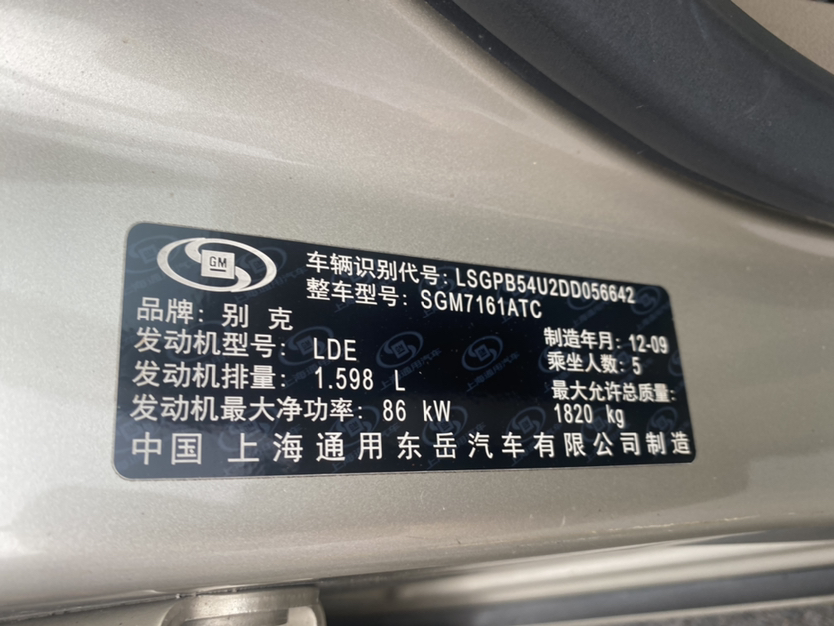 GM
车辆识别代号: LSGPB54U2DD056642
整车型号: SGM7161ATC
品牌: 别 克
发动机型号: LDE
制造年月: 12-09
发动机排量: 1.598 L
乘坐人数: 5
发动机最大净功率: 86 kW
最大允许总质量:
1820 kg
中国 上海通用东岳汽车有限公司制造